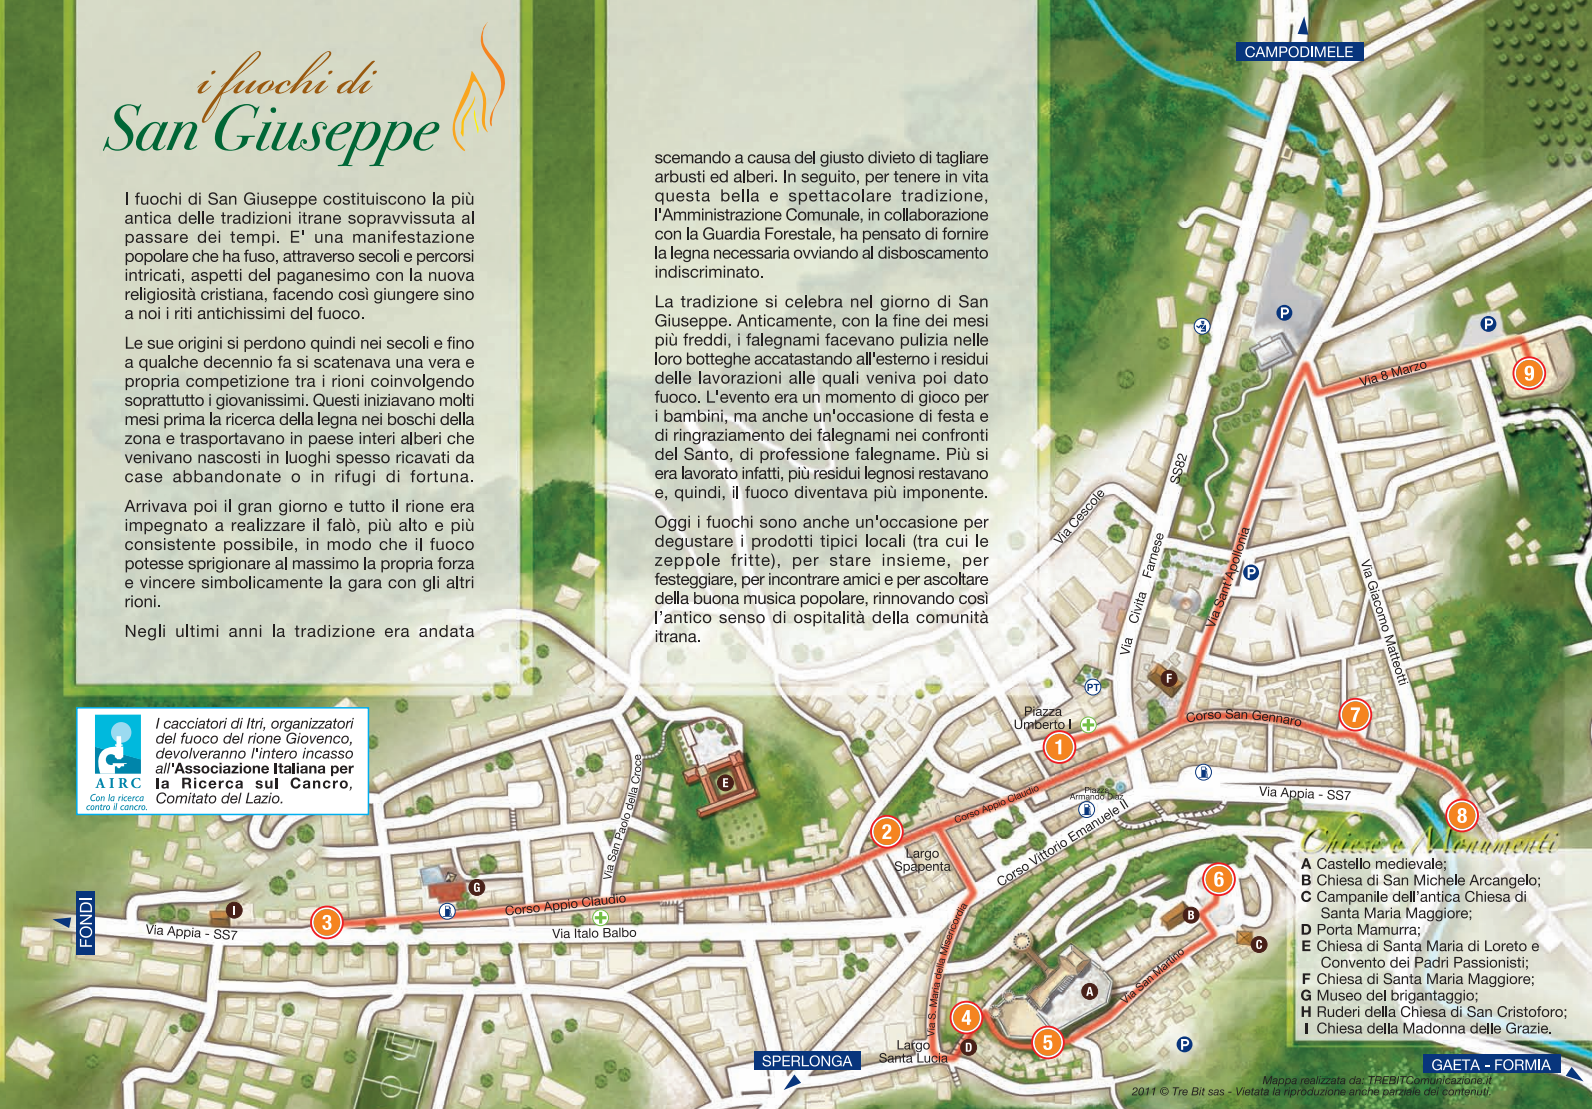 i fuochi di
San Giuseppe
I fuochi di San Giuseppe costituiscono la più
antica delle tradizioni itrane sopravvissuta al
passare dei tempi. E' una manifestazione
popolare che ha fuso, attraverso secoli e percorsi
intricati, aspetti del paganesimo con la nuova
religiosità cristiana, facendo così giungere sino
a noi i riti antichissimi del fuoco.
Le sue origini si perdono quindi nei secoli e fino
a qualche decennio fa si scatenava una vera e
propria competizione tra i rioni coinvolgendo
soprattutto i giovanissimi. Questi iniziavano molti
mesi prima la ricerca della legna nei boschi della
zona e trasportavano in paese interi alberi che
venivano nascosti in luoghi spesso ricavati da
case abbandonate o in rifugi di fortuna.
Arrivava poi il gran giorno e tutto il rione era
impegnato a realizzare il falò, più alto e più
consistente possibile, in modo che il fuoco
potesse sprigionare al massimo la propria forza
e vincere simbolicamente la gara con gli altri
rioni.
Negli ultimi anni la tradizione era andata
scemando a causa del giusto divieto di tagliare
arbusti ed alberi. In seguito, per tenere in vita
questa bella e spettacolare tradizione,
l'Amministrazione Comunale, in collaborazione
con la Guardia Forestale, ha pensato di fornire
la legna necessaria ovviando al disboscamento
indiscriminato.
La tradizione si celebra nel giorno di San
Giuseppe. Anticamente, con la fine dei mesi
più freddi, i falegnami facevano pulizia nelle
loro botteghe accatastando all'esterno i residui
delle lavorazioni alle quali veniva poi dato
fuoco. L'evento era un momento di gioco per
i bambini, ma anche un'occasione di festa e
di ringraziamento dei falegnami nei confronti
del Santo, di professione falegname. Più si
era lavorato infatti, più residui legnosi restavano
e, quindi, il fuoco diventava più imponente.
Oggi i fuochi sono anche un'occasione per
degustare i prodotti tipici locali (tra cui le
zeppole fritte), per stare insieme, per
festeggiare, per incontrare amici e per ascoltare
della buona musica popolare, rinnovando così
l'antico senso di ospitalità della comunità
itrana.
AIRC
Con la ricerca
contro il cancro.
I cacciatori di Itri, organizzatori
del fuoco del rione Giovenco,
devolveranno l'intero incasso
all'Associazione Italiana per
la Ricerca sul Cancro,
Comitato del Lazio.
CAMPODIMELE
P
P
Via 8 Marzo
9
SS82
Via Cescole
Via Civita Farnese
Via Sant'Apollonia
P
Via Giacomo Matteotti
F
PT
Piazza
Umberto I
1
Corso San Gennaro
7
E
Via San Paolo della Croce
Piazza
Armando Diaz
Via Appia - SS7
8
Corso Appio Claudio
2
Largo
Spapenta
Corso Vittorio Emanuele II
G
Corso Appio Claudio
3
I
FONDI
Via Appia - SS7
Via Italo Balbo
Via S. Maria della Misericordia
6
B
C
A
Via San Martino
4
5
D
Largo
Santa Lucia
P
SPERLONGA
GAETA - FORMIA
Chiese e Monumenti
A Castello medievale;
B Chiesa di San Michele Arcangelo;
C Campanile dell'antica Chiesa di
Santa Maria Maggiore;
D Porta Mamurra;
E Chiesa di Santa Maria di Loreto e
Convento dei Padri Passionisti;
F Chiesa di Santa Maria Maggiore;
G Museo del brigantaggio;
H Ruderi della Chiesa di San Cristoforo;
I Chiesa della Madonna delle Grazie.
Mappa realizzata da: TREBITComunicazione.it
2011 © Tre Bit sas - Vietata la riproduzione anche parziale dei contenuti.